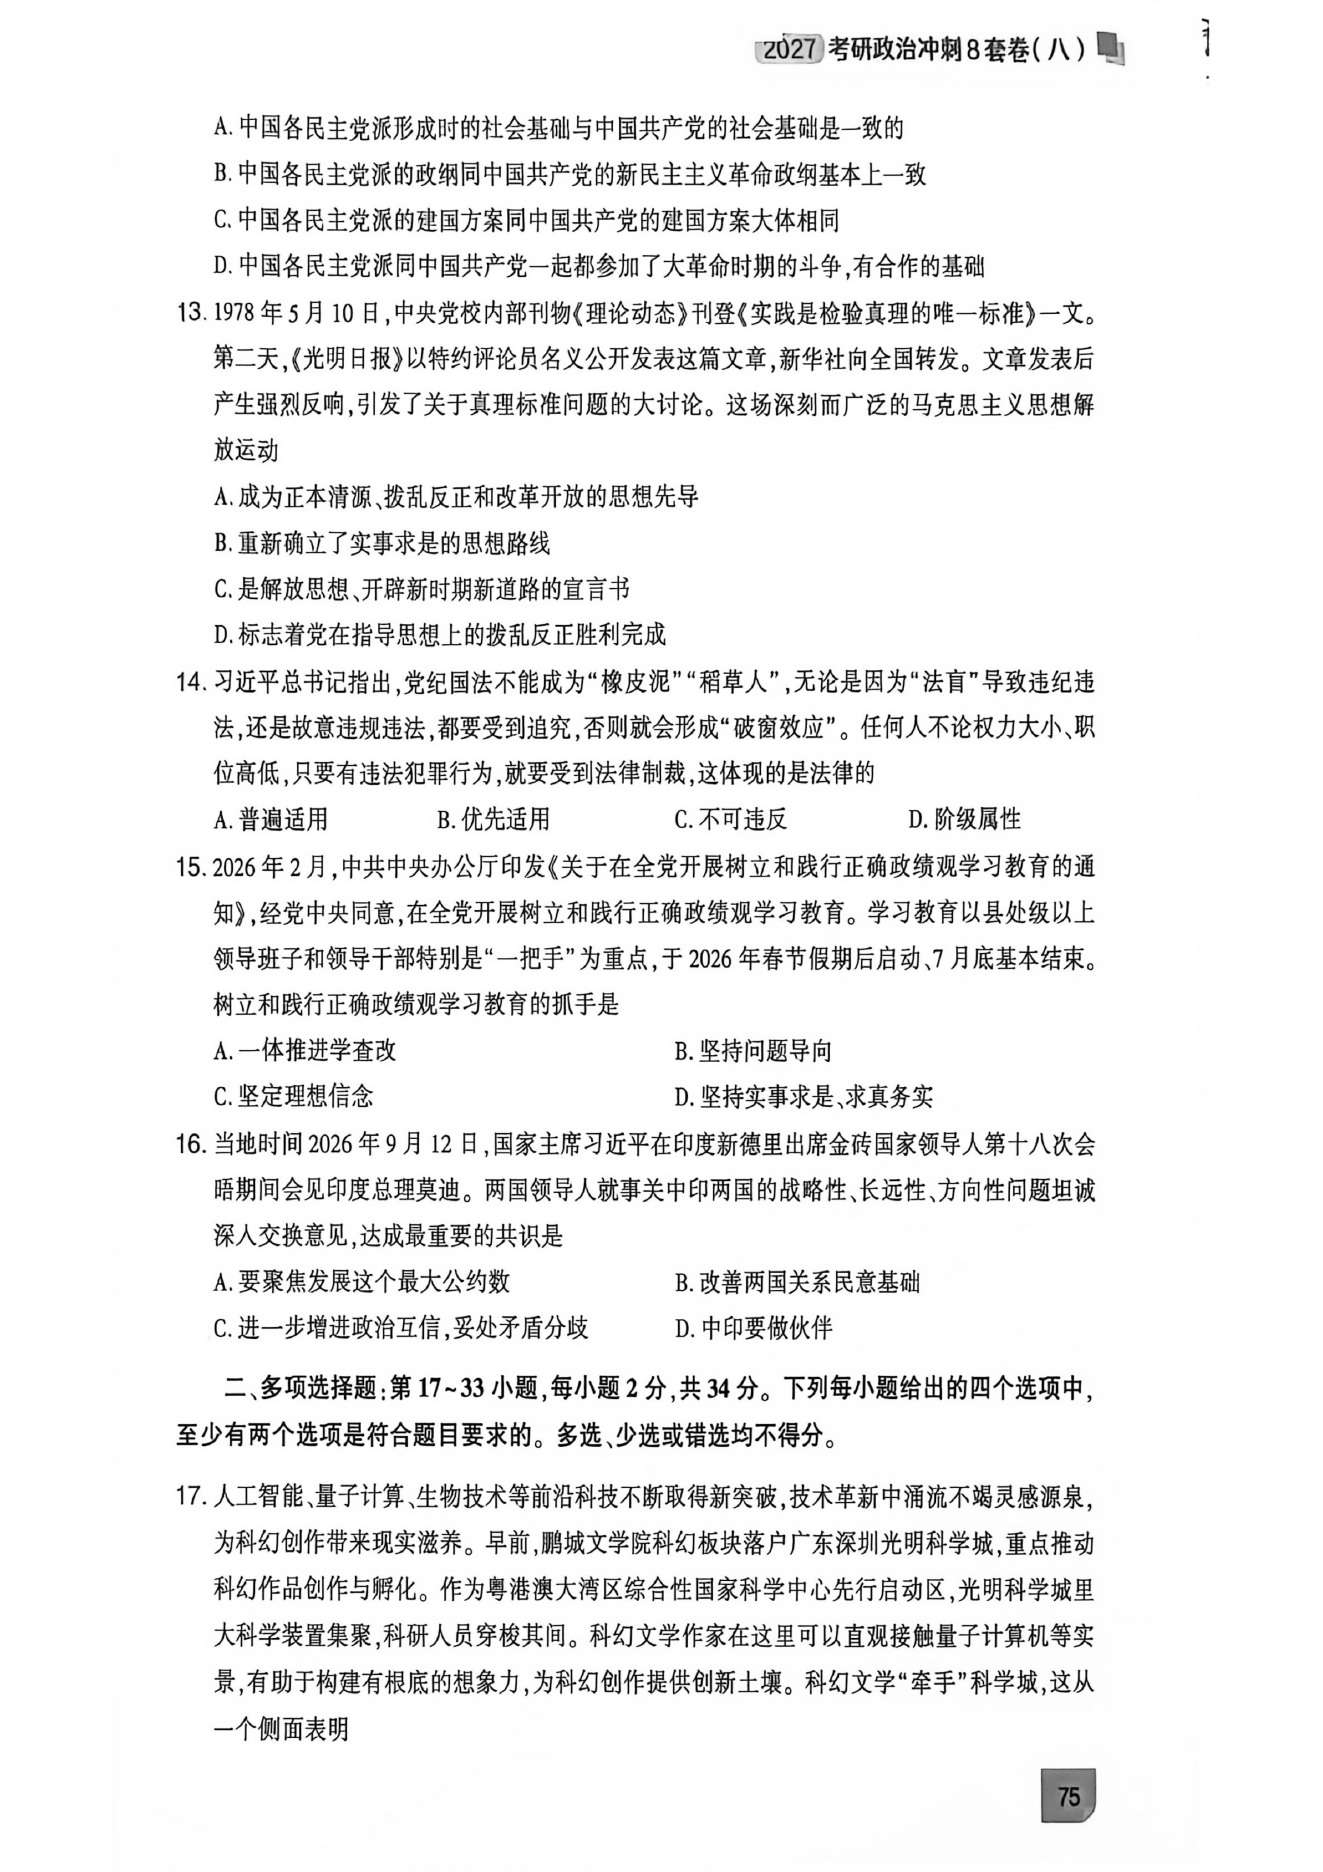 2027 考研政治冲刺8套卷(八)
A.中国各民主党派形成时的社会基础与中国共产党的社会基础是一致的
B.中国各民主党派的政纲同中国共产党的新民主主义革命政纲基本上一致
C.中国各民主党派的建国方案同中国共产党的建国方案大体相同
D.中国各民主党派同中国共产党一起都参加了大革命时期的斗争,有合作的基础
13. 1978年5月10日,中央党校内部刊物《理论动态》刊登《实践是检验真理的唯一标准》一文。
第二天,《光明日报》以特约评论员名义公开发表这篇文章,新华社向全国转发。文章发表后
产生强烈反响,引发了关于真理标准问题的大讨论。这场深刻而广泛的马克思主义思想解
放运动
A.成为正本清源、拨乱反正和改革开放的思想先导
B.重新确立了实事求是的思想路线
C.是解放思想、开辟新时期新道路的宣言书
D.标志着党在指导思想上的拨乱反正胜利完成
14. 习近平总书记指出,党纪国法不能成为“橡皮泥”“稻草人”,无论是因为“法盲”导致违纪违
法,还是故意违规违法,都要受到追究,否则就会形成“破窗效应”。任何人不论权力大小、职
位高低,只要有违法犯罪行为,就要受到法律制裁,这体现的是法律的
A.普遍适用 B.优先适用 C.不可违反 D.阶级属性
15. 2026年2月,中共中央办公厅印发《关于在全党开展树立和践行正确政绩观学习教育的通
知》,经党中央同意,在全党开展树立和践行正确政绩观学习教育。学习教育以县处级以上
领导班子和领导干部特别是“一把手”为重点,于2026年春节假期后启动、7月底基本结束。
树立和践行正确政绩观学习教育的抓手是
A.一体推进学查改 B.坚持问题导向
C.坚定理想信念 D.坚持实事求是、求真务实
16. 当地时间2026年9月12日,国家主席习近平在印度新德里出席金砖国家领导人第十八次会
晤期间会见印度总理莫迪。两国领导人就事关中印两国的战略性、长远性、方向性问题坦诚
深入交换意见,达成最重要的共识是
A.要聚焦发展这个最大公约数 B.改善两国关系民意基础
C.进一步增进政治互信,妥处矛盾分歧 D.中印要做伙伴
二、多项选择题:第17~33小题,每小题2分,共34分。下列每小题给出的四个选项中,
至少有两个选项是符合题目要求的。多选、少选或错选均不得分。
17. 人工智能、量子计算、生物技术等前沿科技不断取得新突破,技术革新中涌流不竭灵感源泉,
为科幻创作带来现实滋养。早前,鹏城文学院科幻板块落户广东深圳光明科学城,重点推动
科幻作品创作与孵化。作为粤港澳大湾区综合性国家科学中心先行启动区,光明科学城里
大科学装置集聚,科研人员穿梭其间。科幻文学作家在这里可以直观接触量子计算机等实
景,有助于构建有根底的想象力,为科幻创作提供创新土壤。科幻文学“牵手”科学城,这从
一个侧面表明
75